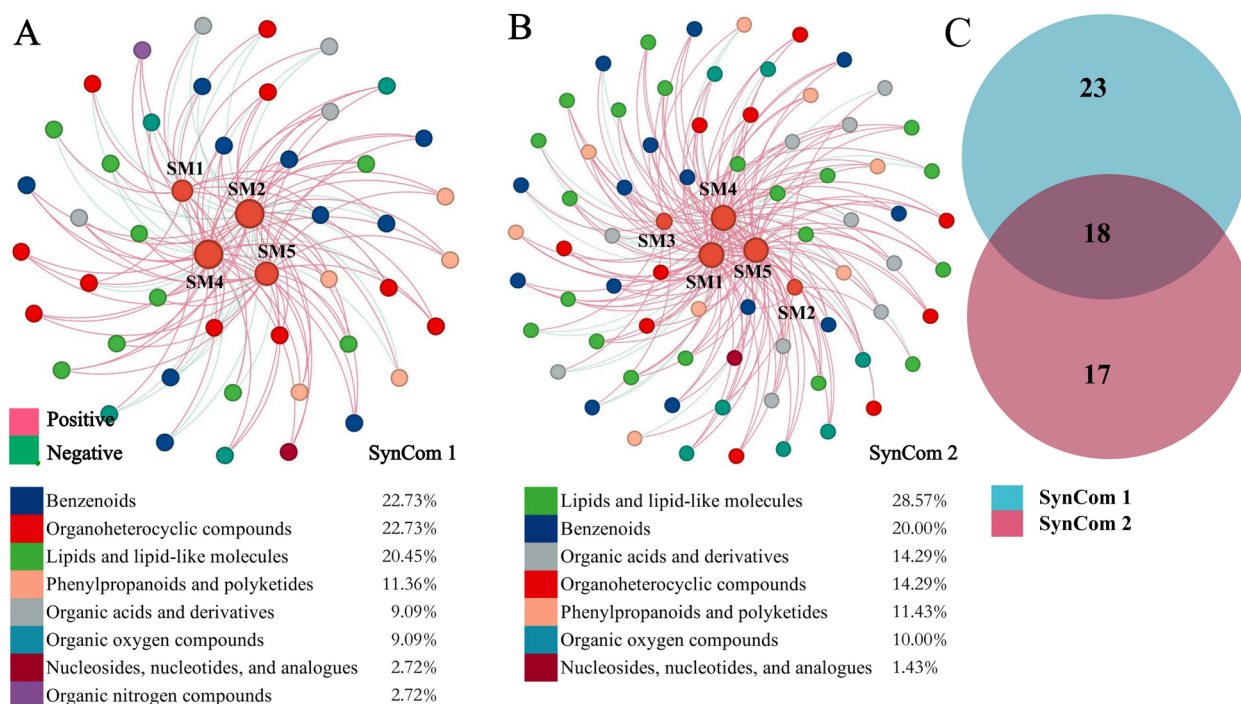 A
B
C
SM1
SM2
SM5
SM4
Positive
Negative
SynCom 1
Benzenoids 22.73%
Organoheterocyclic compounds 22.73%
Lipids and lipid-like molecules 20.45%
Phenylpropanoids and polyketides 11.36%
Organic acids and derivatives 9.09%
Organic oxygen compounds 9.09%
Nucleosides, nucleotides, and analogues 2.72%
Organic nitrogen compounds 2.72%
SM4
SM3
SM1
SM5
SM2
SynCom 2
Lipids and lipid-like molecules 28.57%
Benzenoids 20.00%
Organic acids and derivatives 14.29%
Organoheterocyclic compounds 14.29%
Phenylpropanoids and polyketides 11.43%
Organic oxygen compounds 10.00%
Nucleosides, nucleotides, and analogues 1.43%
23
18
17
SynCom 1
SynCom 2